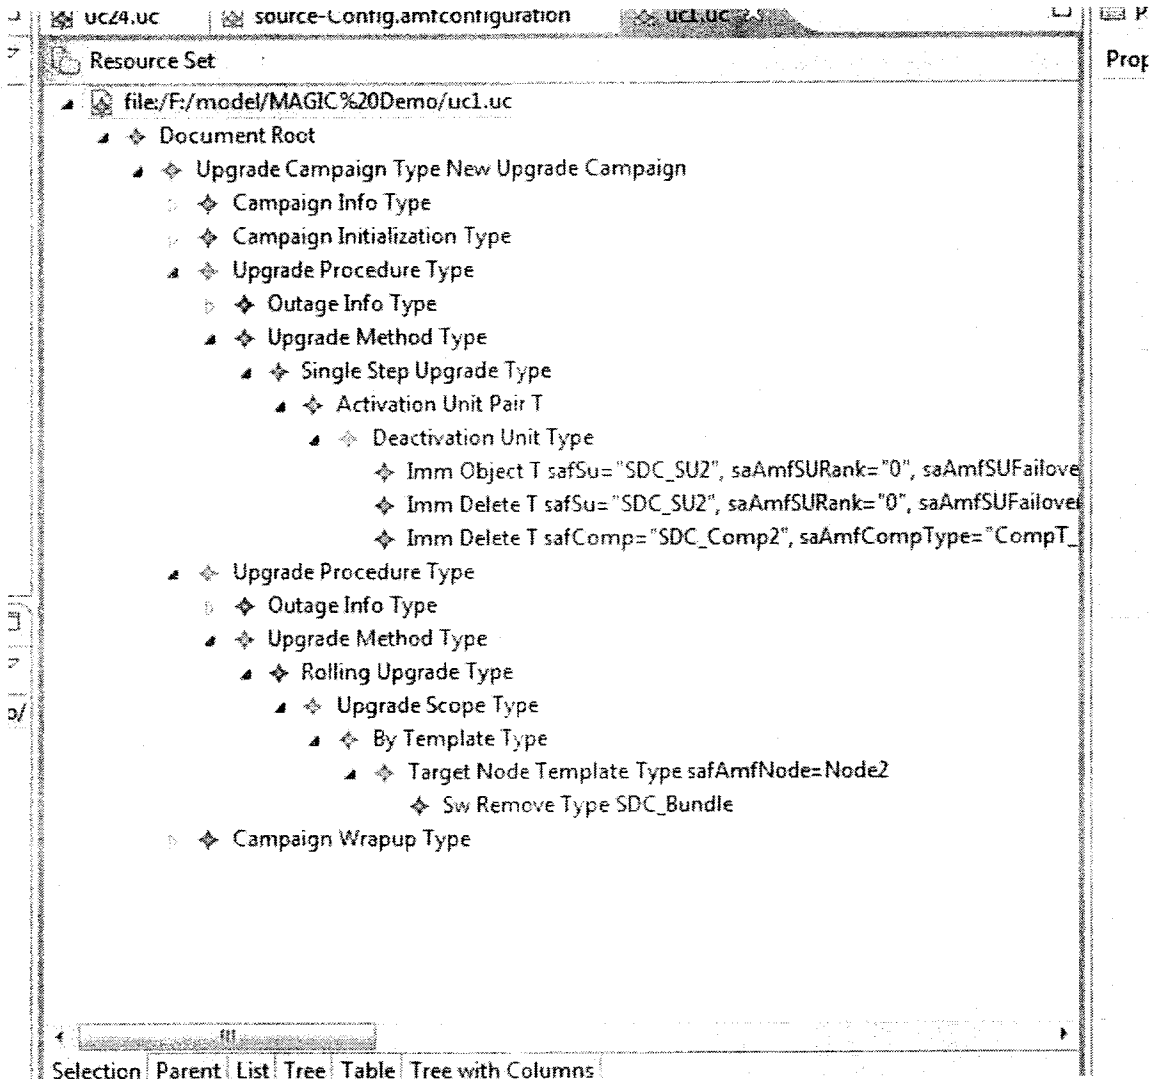 uc24.uc
source-Config.amfconfiguration
uc1.uc
Resource Set
Prop
file:/F:/model/MAGIC%20Demo/uc1.uc
Document Root
Upgrade Campaign Type New Upgrade Campaign
Campaign Info Type
Campaign Initialization Type
Upgrade Procedure Type
Outage Info Type
Upgrade Method Type
Single Step Upgrade Type
Activation Unit Pair T
Deactivation Unit Type
Imm Object T safSu="SDC_SU2", saAmfSURank="0", saAmfSUFailove
Imm Delete T safSu="SDC_SU2", saAmfSURank="0", saAmfSUFailover
Imm Delete T safComp="SDC_Comp2", saAmfCompType="CompT_
Upgrade Procedure Type
Outage Info Type
Upgrade Method Type
Rolling Upgrade Type
o/
Upgrade Scope Type
By Template Type
Target Node Template Type safAmfNode=Node2
Sw Remove Type SDC_Bundle
Campaign Wrapup Type
Selection Parent List Tree Table Tree with Columns